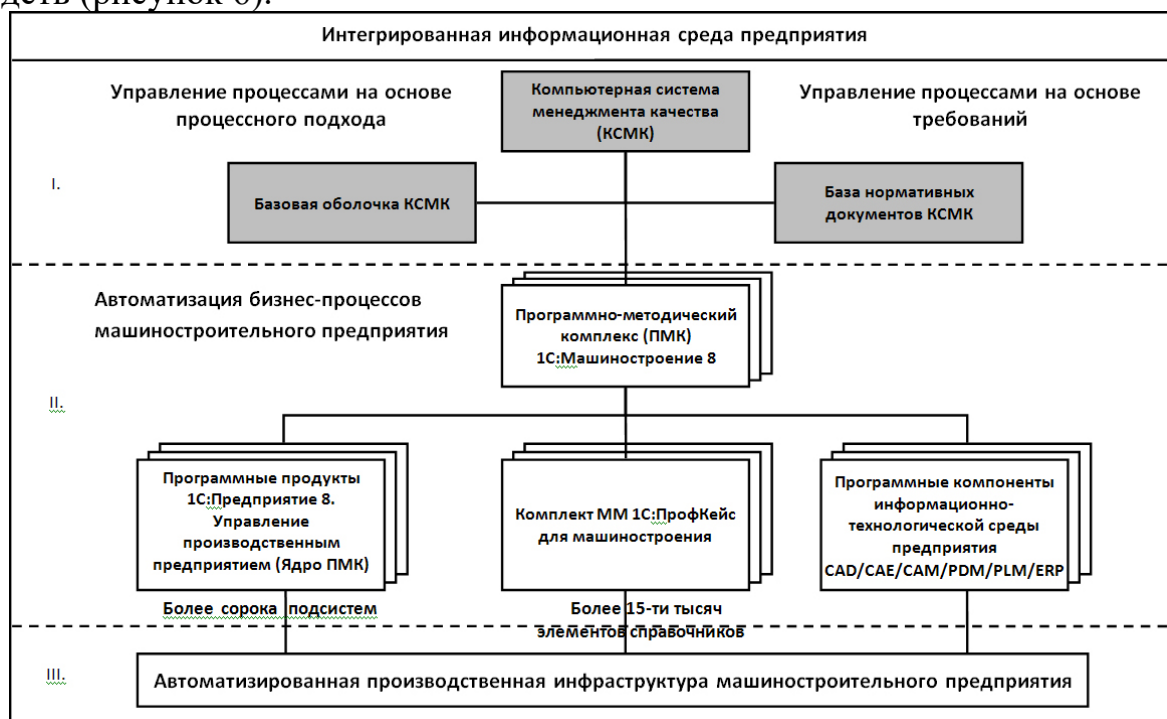 (рисунок 6).
Интегрированная информационная среда предприятия
Управление процессами на основе
процессного подхода
Компьютерная система
менеджмента качества
(КСМК)
Управление процессами на основе
требований
I.
Базовая оболочка КСМК
База нормативных
документов КСМК
Автоматизация бизнес-процессов
машиностроительного предприятия
Программно-методический
комплекс (ПМК)
1С:Машиностроение 8
II.
Программные продукты
1С:Предприятие 8.
Управление
производственным
предприятием (Ядро ПМК)
Комплект ММ 1С:ПрофКейс
для машиностроения
Программные компоненты
информационно-
технологической среды
предприятия
CAD/CAE/CAM/PDM/PLM/ERP
Более сорока подсистем
Более 15-ти тысяч
элементов справочников
III.
Автоматизированная производственная инфраструктура машиностроительного предприятия